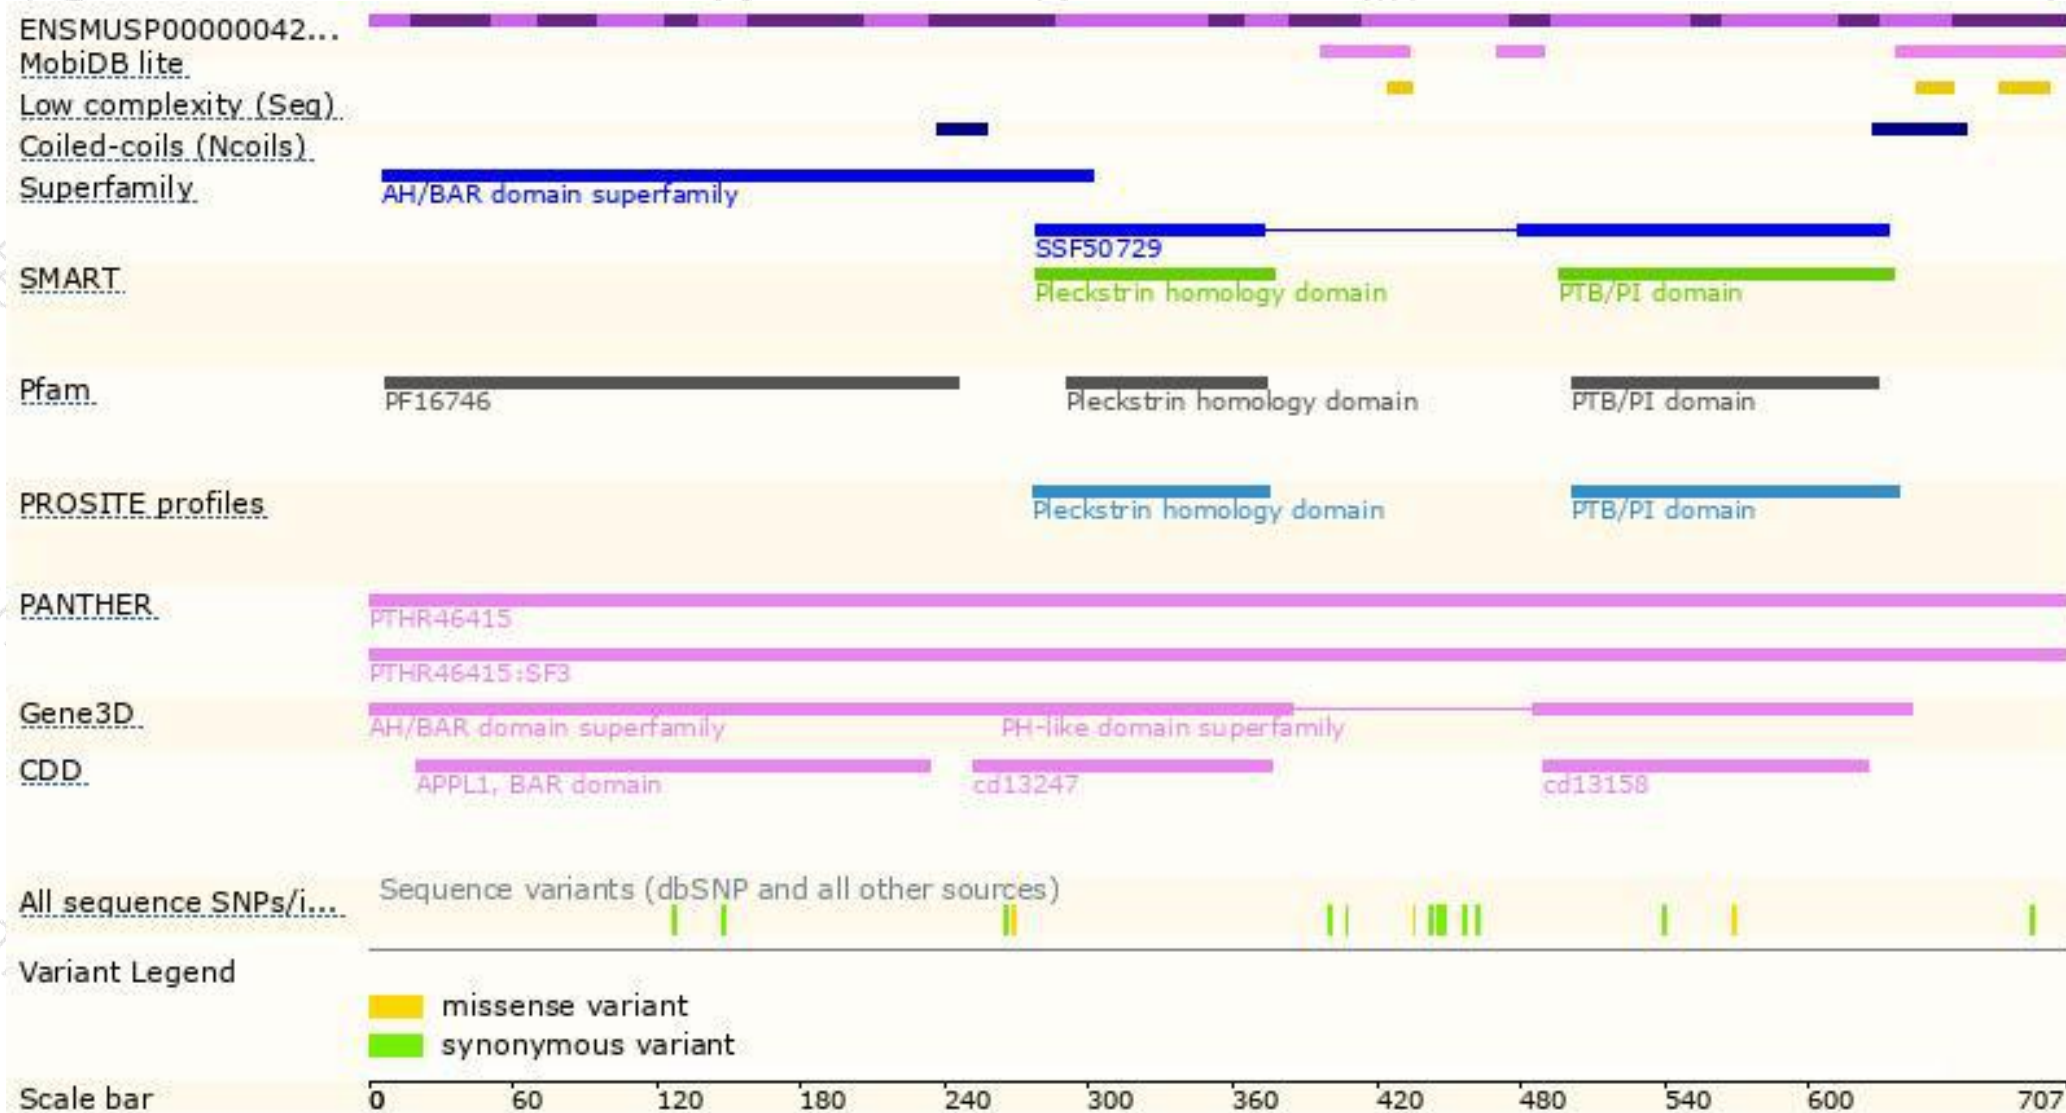 ENSMUSP00000042...
MobiDB lite
Low complexity (Seg)
Coiled-coils (Ncoils)
Superfamily
AH/BAR domain superfamily
SSF50729
SMART
Pleckstrin homology domain PTB/PI domain
Pfam
PF16746 Pleckstrin homology domain PTB/PI domain
PROSITE profiles
Pleckstrin homology domain PTB/PI domain
PANTHER
PTHR46415
PTHR46415:SF3
Gene3D
AH/BAR domain superfamily PH-like domain superfamily
CDD
APPL1, BAR domain cd13247 cd13158
Sequence variants (dbSNP and all other sources)
All sequence SNPs/i...
Variant Legend
missense variant
synonymous variant
Scale bar 0 60 120 180 240 300 360 420 480 540 600 707